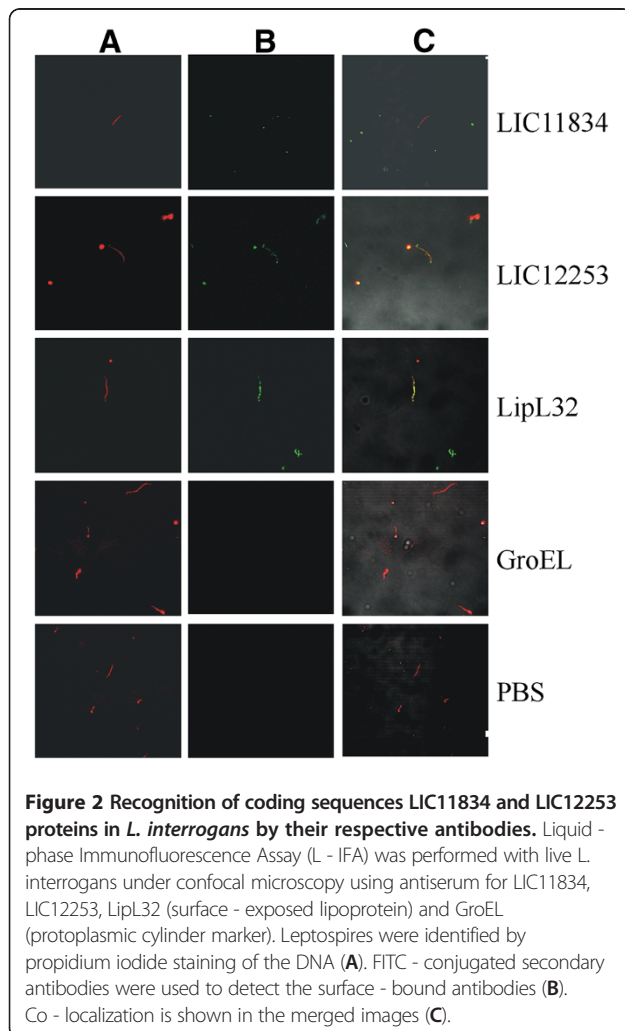 A B C
LIC11834
LIC12253
LipL32
GroEL
PBS
Figure 2 Recognition of coding sequences LIC11834 and LIC12253
proteins in L. interrogans by their respective antibodies. Liquid -
phase Immunofluorescence Assay (L - IFA) was performed with live L.
interrogans under confocal microscopy using antiserum for LIC11834,
LIC12253, LipL32 (surface - exposed lipoprotein) and GroEL
(protoplasmic cylinder marker). Leptospires were identified by
propidium iodide staining of the DNA (A). FITC - conjugated secondary
antibodies were used to detect the surface - bound antibodies (B).
Co - localization is shown in the merged images (C).